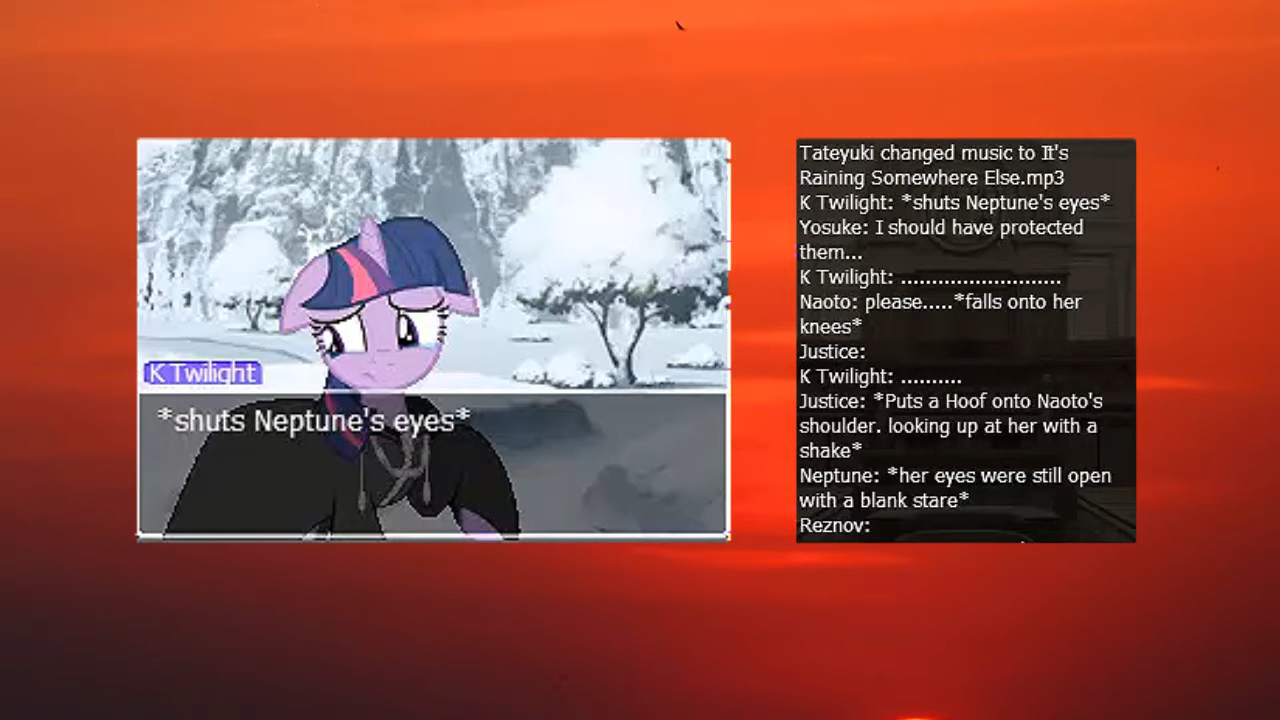 K Twilight
*shuts Neptune's eyes*
Tateyuki changed music to It's
Raining Somewhere Else.mp3
K Twilight: *shuts Neptune's eyes*
Yosuke: I should have protected
them...
K Twilight: ..........................
Naoto: please.....*falls onto her
knees*
Justice:
K Twilight: ..........
Justice: *Puts a Hoof onto Naoto's
shoulder. looking up at her with a
shake*
Neptune: *her eyes were still open
with a blank stare*
Reznov: